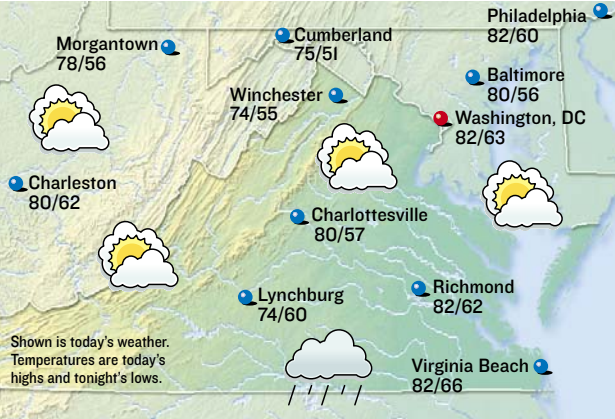 Philadelphia
82/60
Cumberland
75/51
Morgantown
78/56
Baltimore
80/56
Winchester
74/55
Washington, DC
82/63
Charleston
80/62
Charlottesville
80/57
Richmond
82/62
Lynchburg
74/60
Shown is today's weather.
Temperatures are today's
highs and tonight's lows.
Virginia Beach
82/66